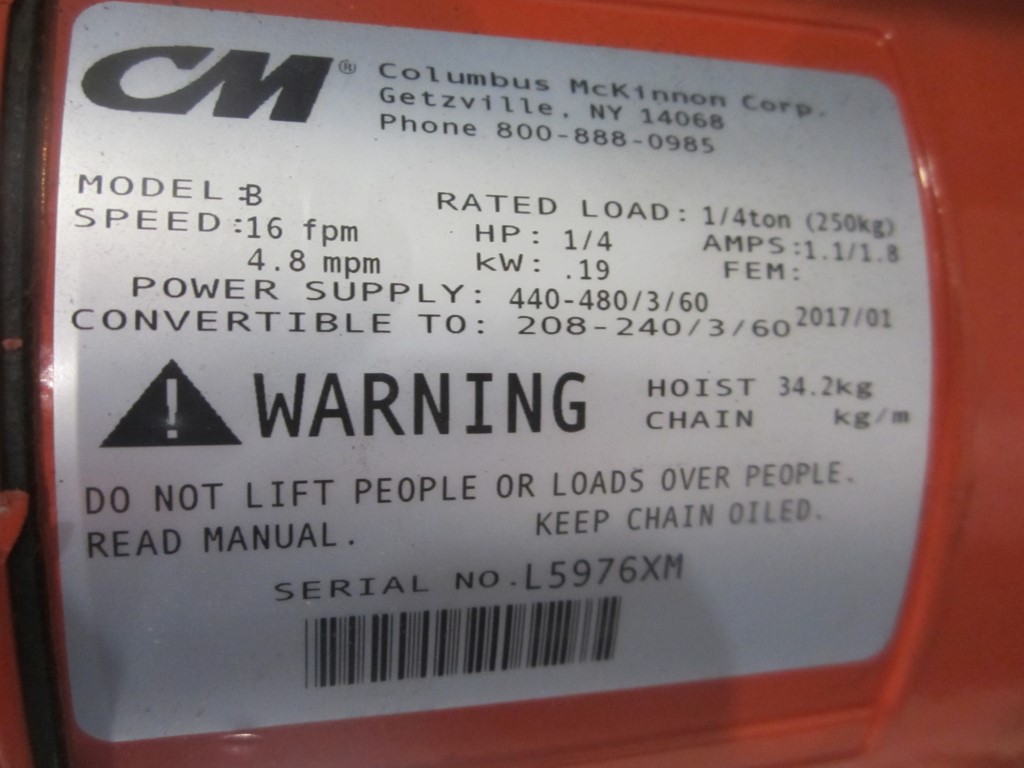 CM® Columbus McKinnon Corp.
Getzville, NY 14068
Phone 800-888-0985
MODEL :B RATED LOAD: 1/4ton (250kg)
SPEED:16 fpm HP: 1/4 AMPS:1.1/1.8
4.8 mpm KW: .19 FEM:
POWER SUPPLY: 440-480/3/60
CONVERTIBLE TO: 208-240/3/60 2017/01
! WARNING
HOIST 34.2kg
CHAIN kg/m
DO NOT LIFT PEOPLE OR LOADS OVER PEOPLE.
READ MANUAL. KEEP CHAIN OILED.
SERIAL NO.L5976XM